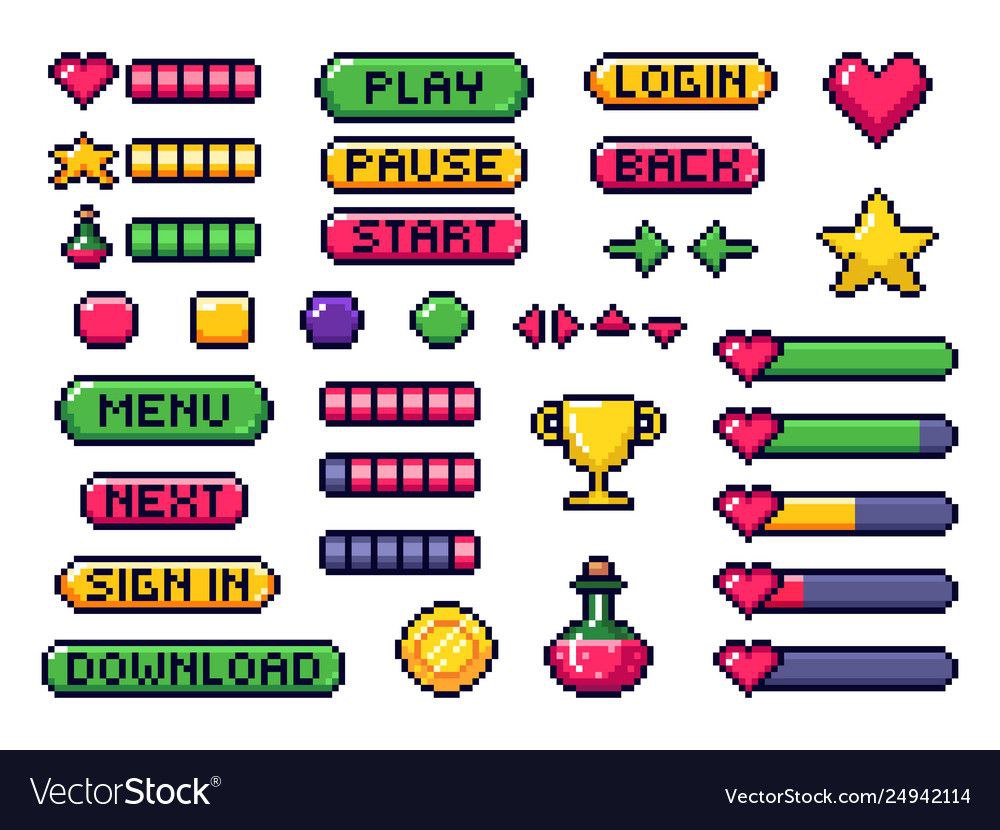 PLAY
LOGIN
PAUSE
BACK
START
MENU
NEXT
SIGN IN
DOWNLOAD
VectorStock®
VectorStock.com/24942114